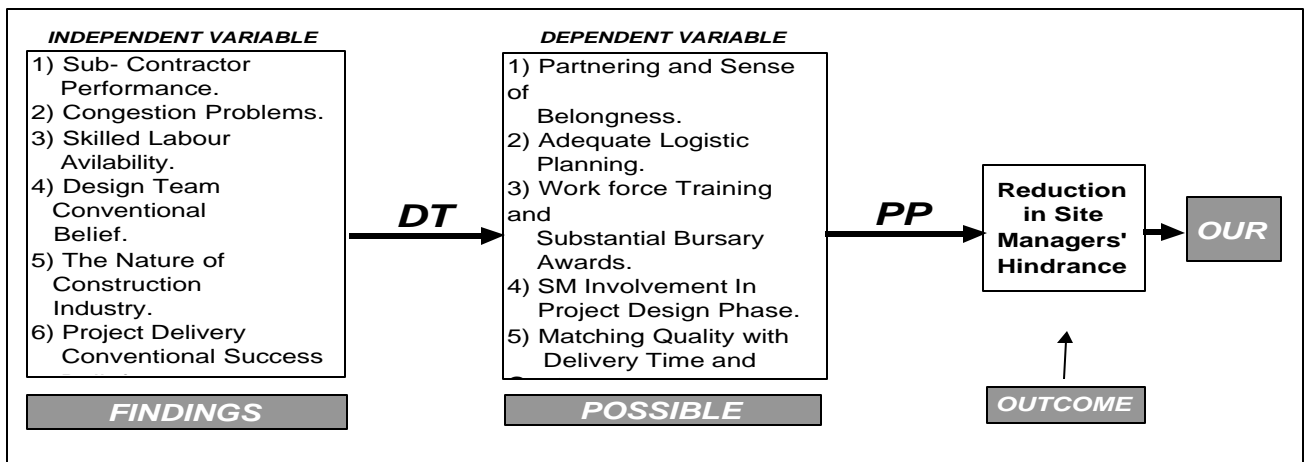 INDEPENDENT VARIABLE
1) Sub- Contractor
Performance.
2) Congestion Problems.
3) Skilled Labour
Avilability.
4) Design Team
Conventional
Belief.
5) The Nature of
Construction
Industry.
6) Project Delivery
Conventional Success
FINDINGS
DT
DEPENDENT VARIABLE
1) Partnering and Sense
of
Belongness.
2) Adequate Logistic
Planning.
3) Work force Training
and
Substantial Bursary
Awards.
4) SM Involvement In
Project Design Phase.
5) Matching Quality with
Delivery Time and
POSSIBLE
PP
Reduction
in Site
Managers'
Hindrance
OUTCOME
OUR